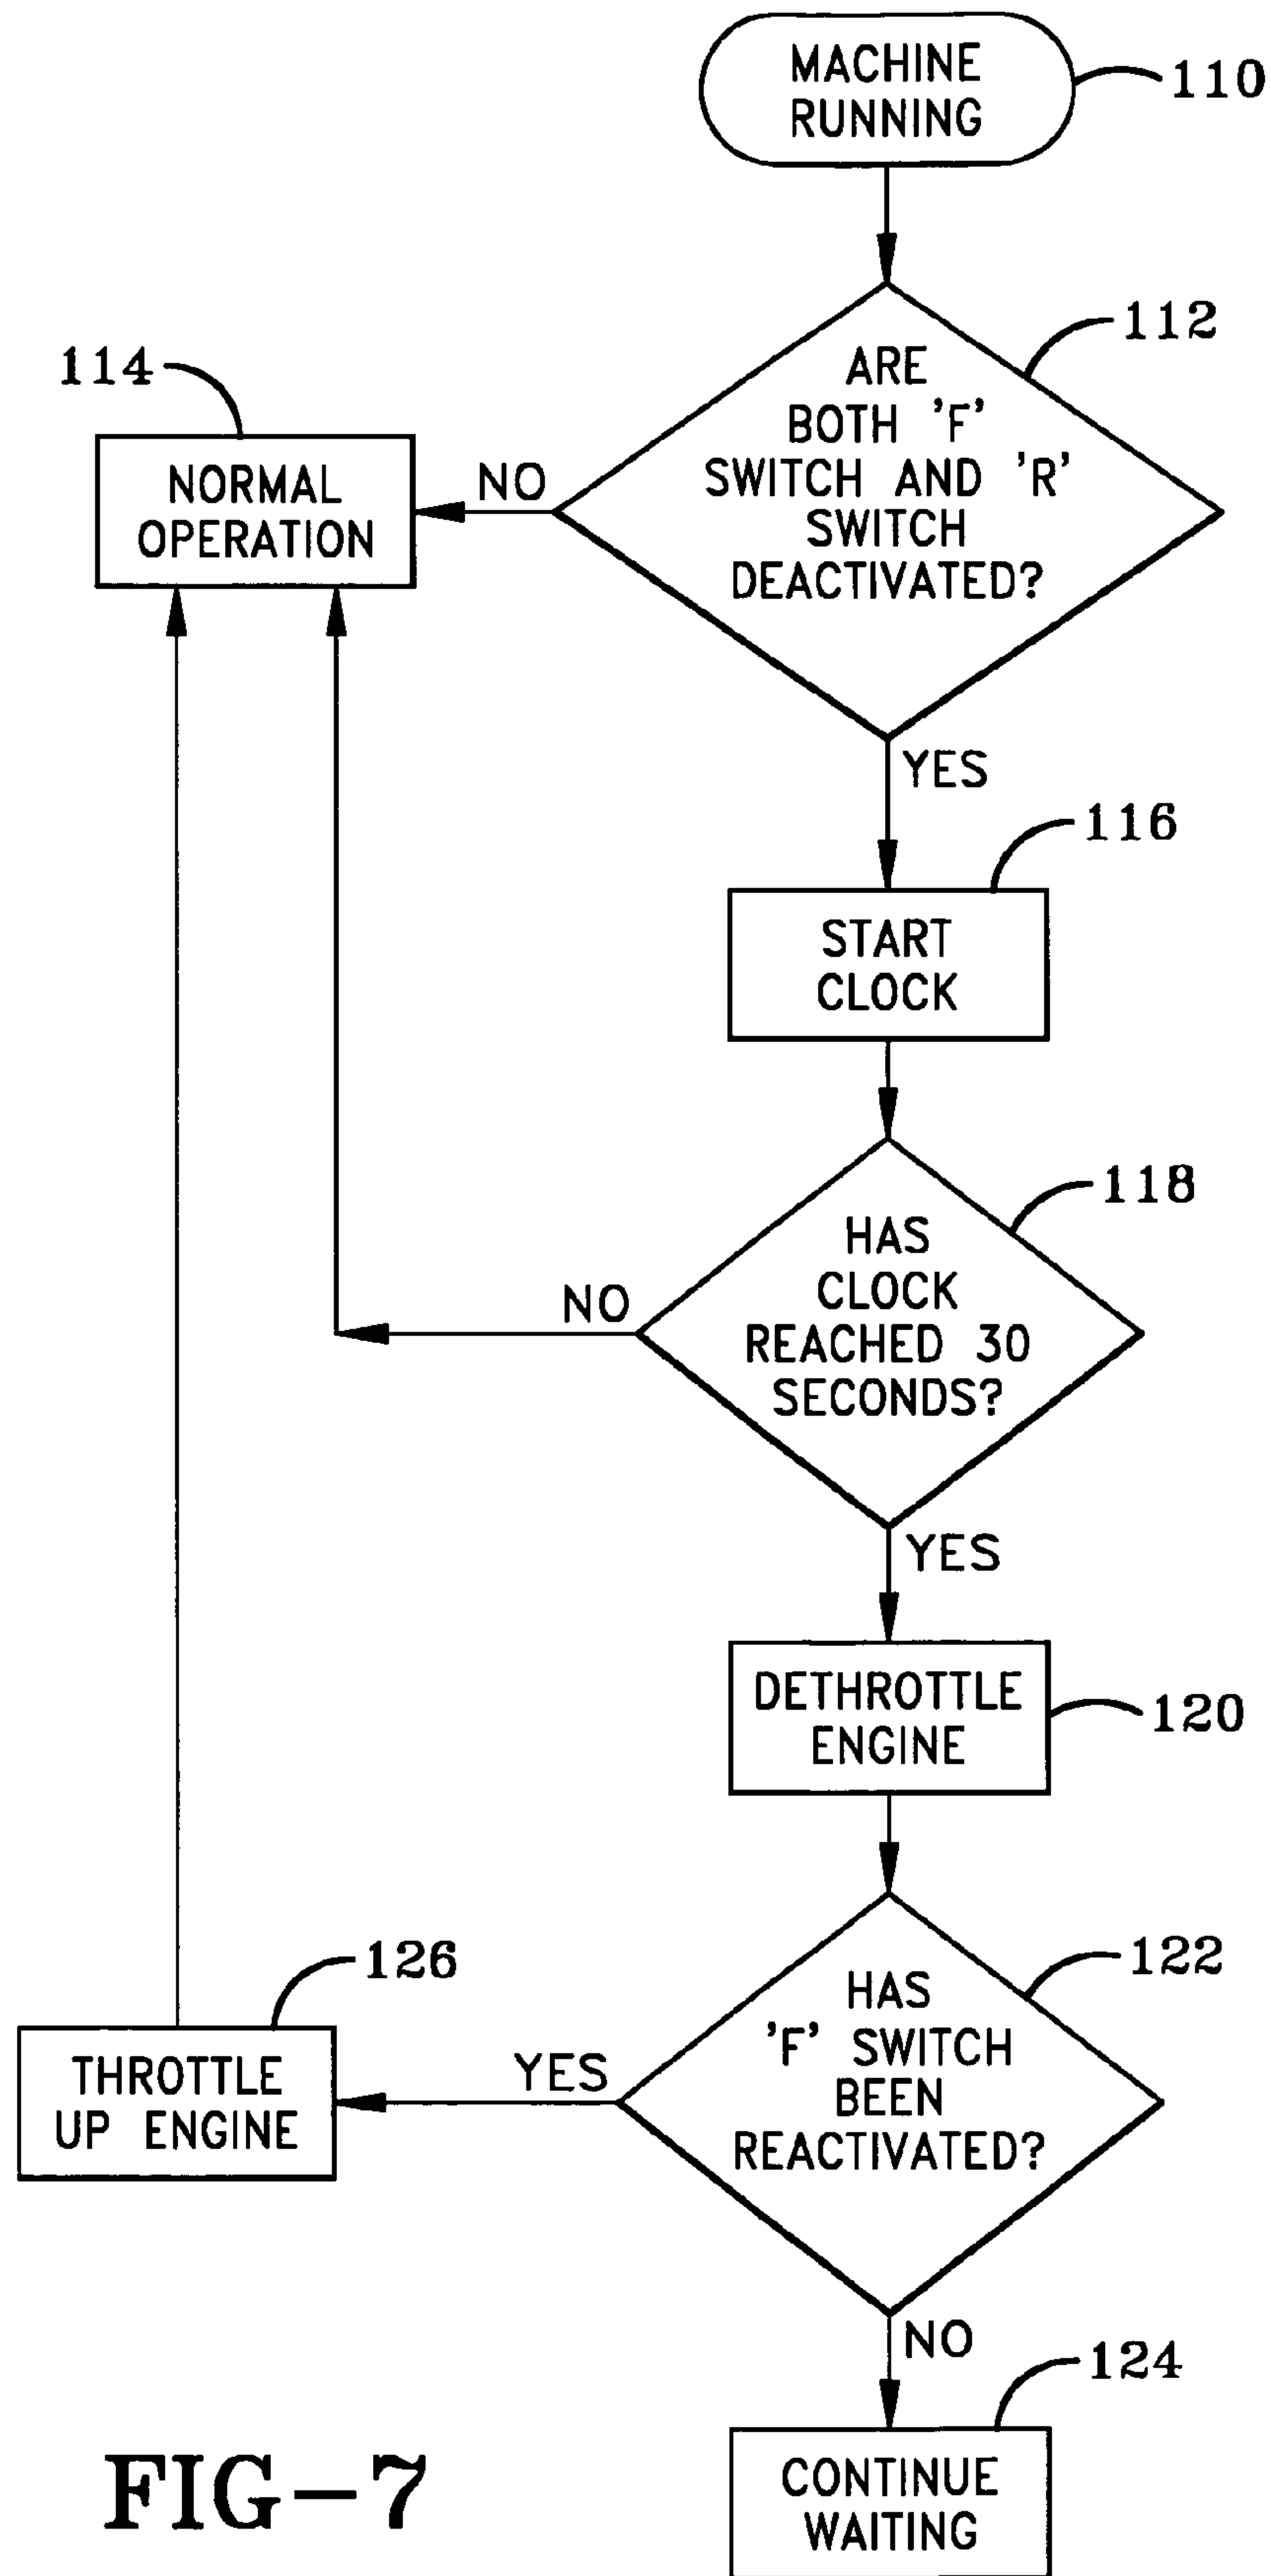 MACHINE
RUNNING
110
ARE
BOTH 'F'
SWITCH AND 'R'
SWITCH
DEACTIVATED?
112
114
NORMAL
OPERATION
NO
YES
116
START
CLOCK
118
HAS
CLOCK
REACHED 30
SECONDS?
NO
YES
DETHROTTLE
ENGINE
120
122
HAS
'F' SWITCH
BEEN
REACTIVATED?
YES
126
THROTTLE
UP ENGINE
NO
124
CONTINUE
WAITING
FIG-7